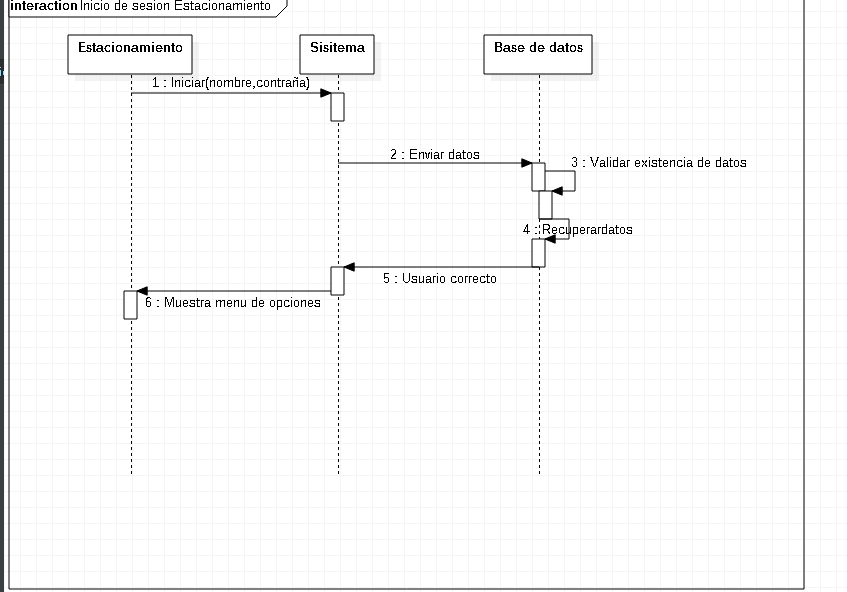 interaction Inicio de sesion Estacionamiento
Estacionamiento
Sisitema
Base de datos
1 : Iniciar(nombre,contraña)
2 : Enviar datos
3 : Validar existencia de datos
4 : Recuperardatos
5 : Usuario correcto
6 : Muestra menu de opciones